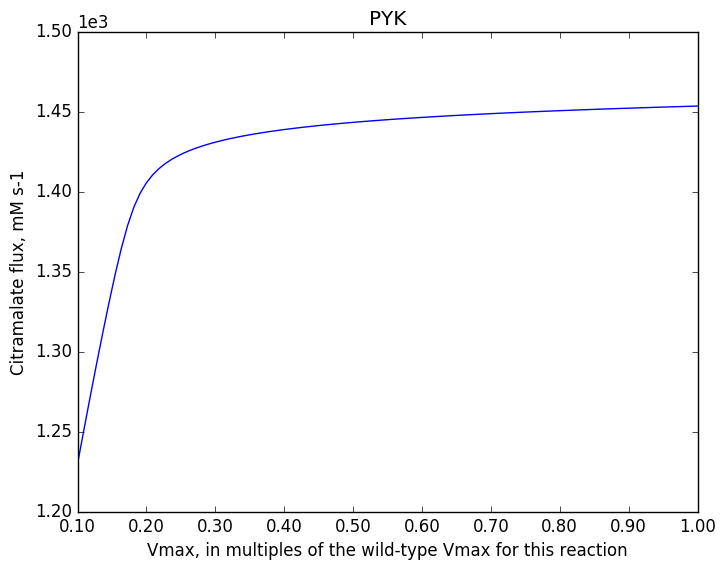 PYK
1e3
1.50
1.45
1.40
1.35
1.30
1.25
1.20
Citramalate flux, mM s-1
0.10 0.20 0.30 0.40 0.50 0.60 0.70 0.80 0.90 1.00
Vmax, in multiples of the wild-type Vmax for this reaction